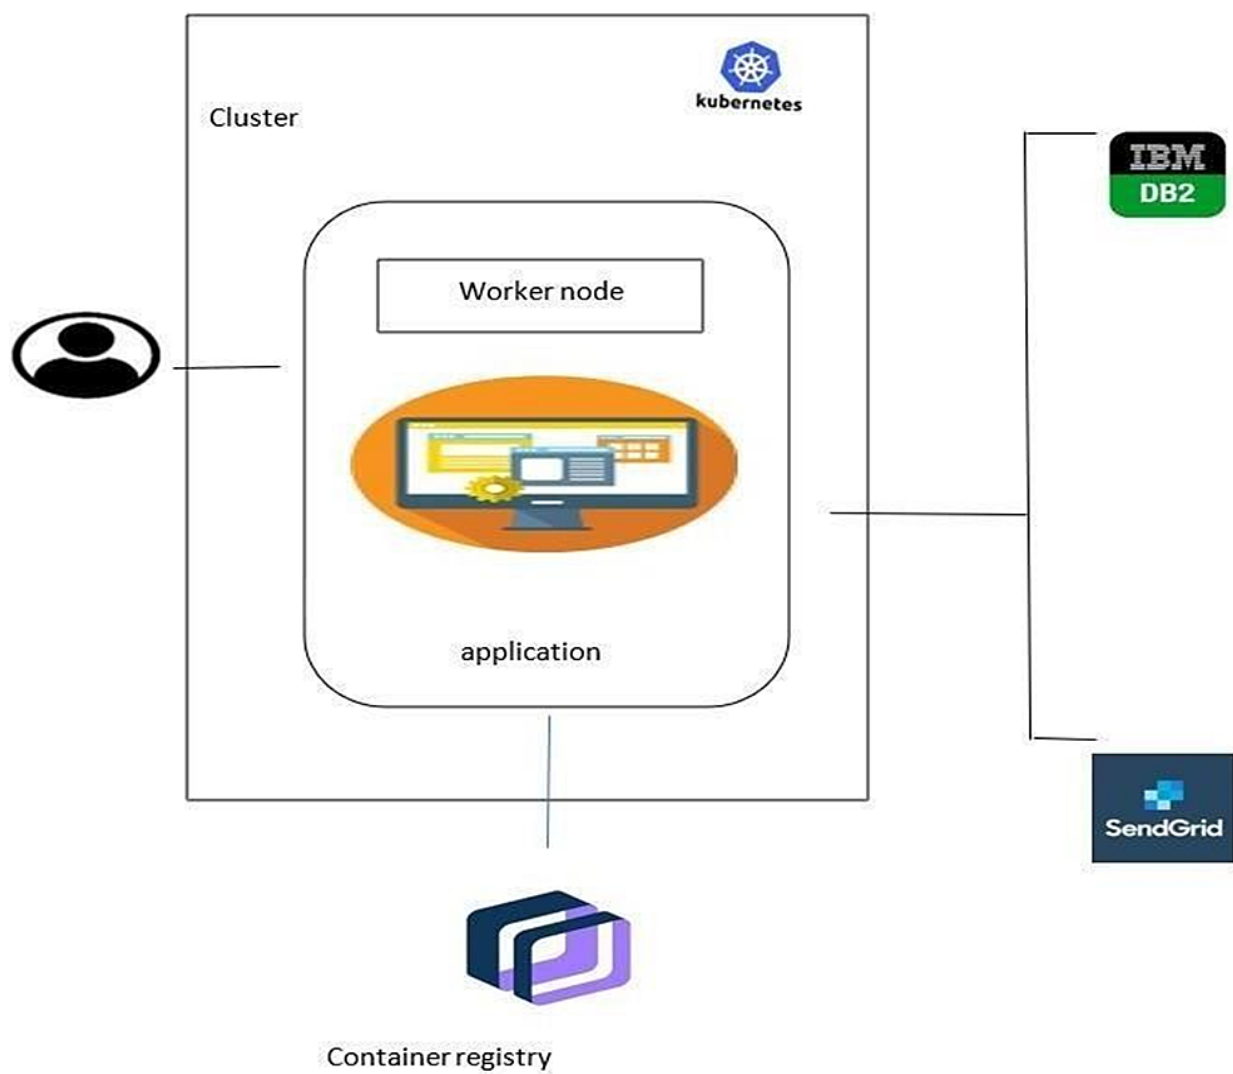 kubernetes
Cluster
IBM
DB2
Worker node
application
SendGrid
Container registry